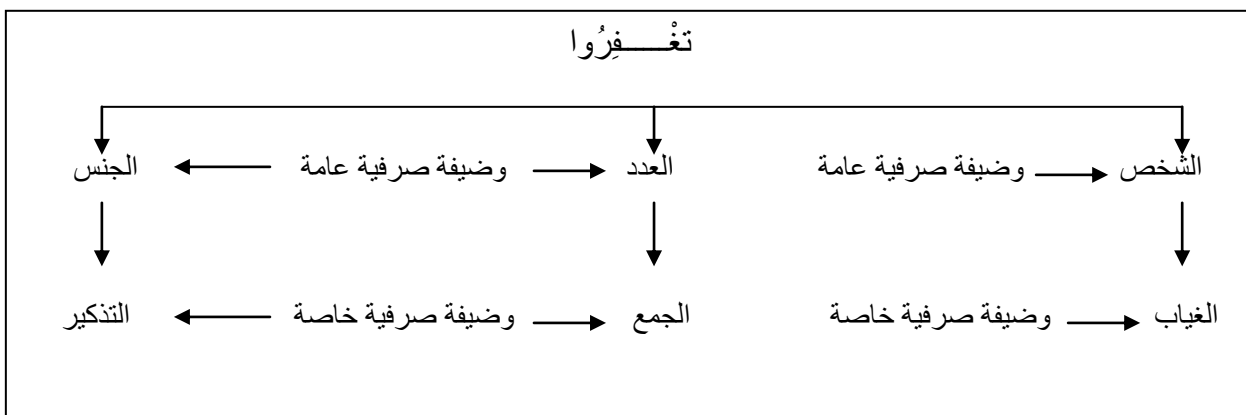 تغْـــــفِرُوا
الشخص وضيفة صرفية عامة العدد وضيفة صرفية عامة الجنس
الغياب وضيفة صرفية خاصة الجمع وضيفة صرفية خاصة التذكير